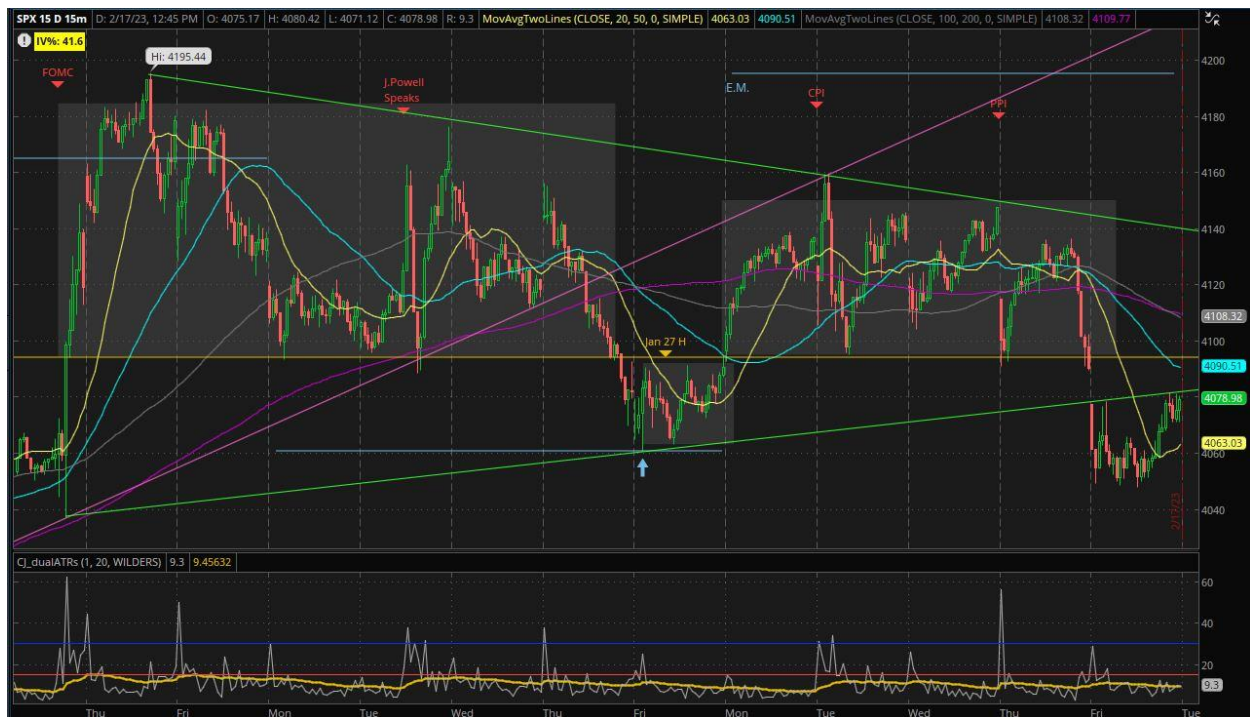 SPX 15 D 15m D: 2/17/23, 12:45 PM O: 4075.17 H: 4080.42 L: 4071.12 C: 4078.98 R: 9.3 MovAvgTwoLines (CLOSE, 20, 50, 0, SIMPLE) 4063.03 4090.51 MovAvgTwoLines (CLOSE, 100, 200, 0, SIMPLE) 4108.32 4109.77
IV%: 41.6
Hi: 4195.44
FOMC
J.Powell
Speaks
E.M.
CPI
PPI
Jan 27 H
4200
4180
4160
4140
4120
4108.32
4100
4090.51
4078.98
4063.03
4060
4040
2/17/23
CJ_dualATRs (1, 20, WILDERS) 9.3 9.45632
60
40
20
9.3
Thu Fri Mon Tue Wed Thu Fri Mon Tue Wed Thu Fri Tue